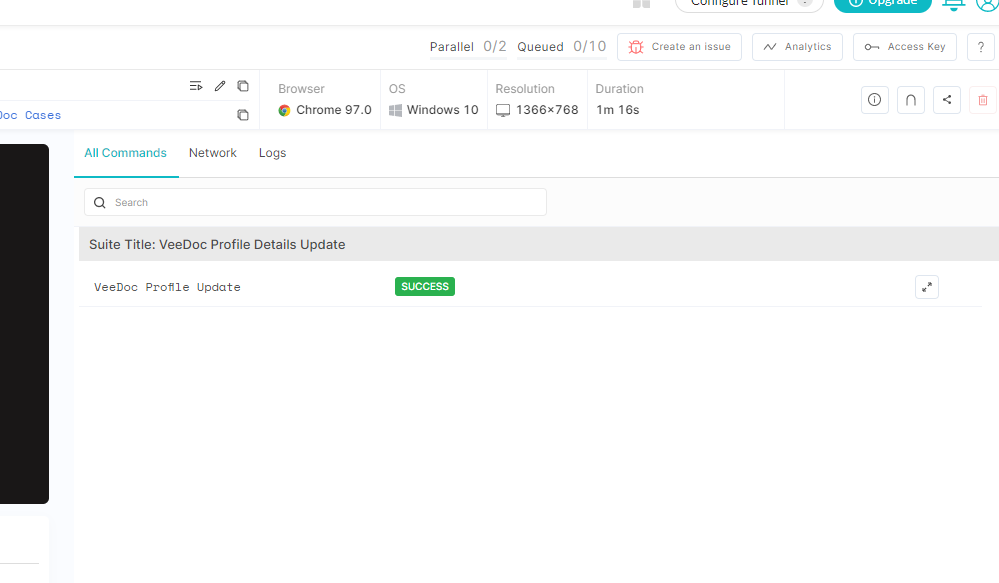 Configure Tunnel
Upgrade
Parallel 0/2 Queued 0/10 Create an issue Analytics Access Key ?
Browser OS Resolution Duration
Chrome 97.0 Windows 10 1366×768 1m 16s
Doc Cases
All Commands Network Logs
Search
Suite Title: VeeDoc Profile Details Update
VeeDoc Profile Update SUCCESS